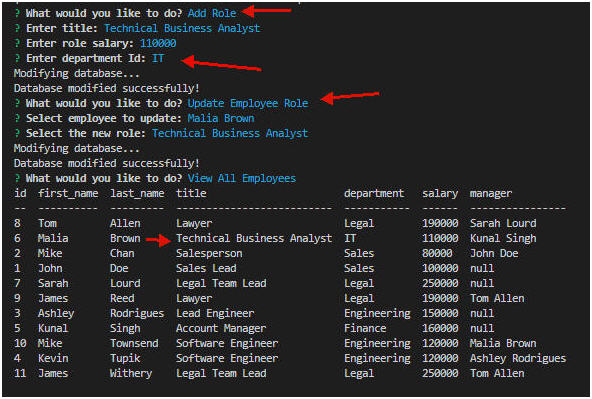 ? What would you like to do? Add Role
? Enter title: Technical Business Analyst
? Enter role salary: 110000
? Enter department Id: IT
Modifying database...
Database modified successfully!
? What would you like to do? Update Employee Role
? Select employee to update: Malia Brown
? Select the new role: Technical Business Analyst
Modifying database...
Database modified successfully!
? What would you like to do? View All Employees
id  first_name  last_name  title                       department   salary  manager
--  ----------  ---------  --------------------------  -----------  ------  ----------------
8   Tom         Allen      Lawyer                      Legal        190000  Sarah Lourd
6   Malia       Brown      Technical Business Analyst  IT           110000  Kunal Singh
2   Mike        Chan       Salesperson                 Sales        80000   John Doe
1   John        Doe        Sales Lead                  Sales        100000  null
7   Sarah       Lourd      Legal Team Lead             Legal        250000  null
9   James       Reed       Lawyer                      Legal        190000  Tom Allen
3   Ashley      Rodrigues  Lead Engineer               Engineering  150000  null
5   Kunal       Singh      Account Manager             Finance      160000  null
10  Mike        Townsend   Software Engineer           Engineering  120000  Malia Brown
4   Kevin       Tupik      Software Engineer           Engineering  120000  Ashley Rodrigues
11  James       Withery    Legal Team Lead             Legal        250000  Tom Allen